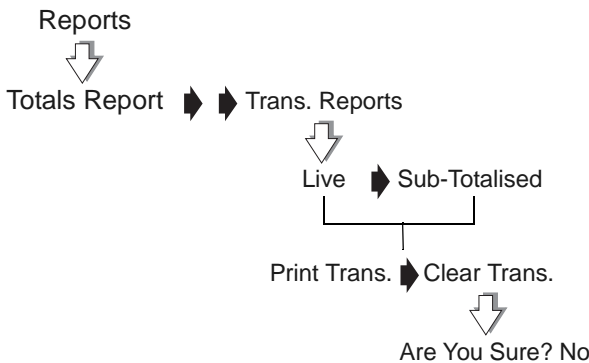 Reports
Totals Report Trans. Reports
Live Sub-Totalised
Print Trans. Clear Trans.
Are You Sure? No